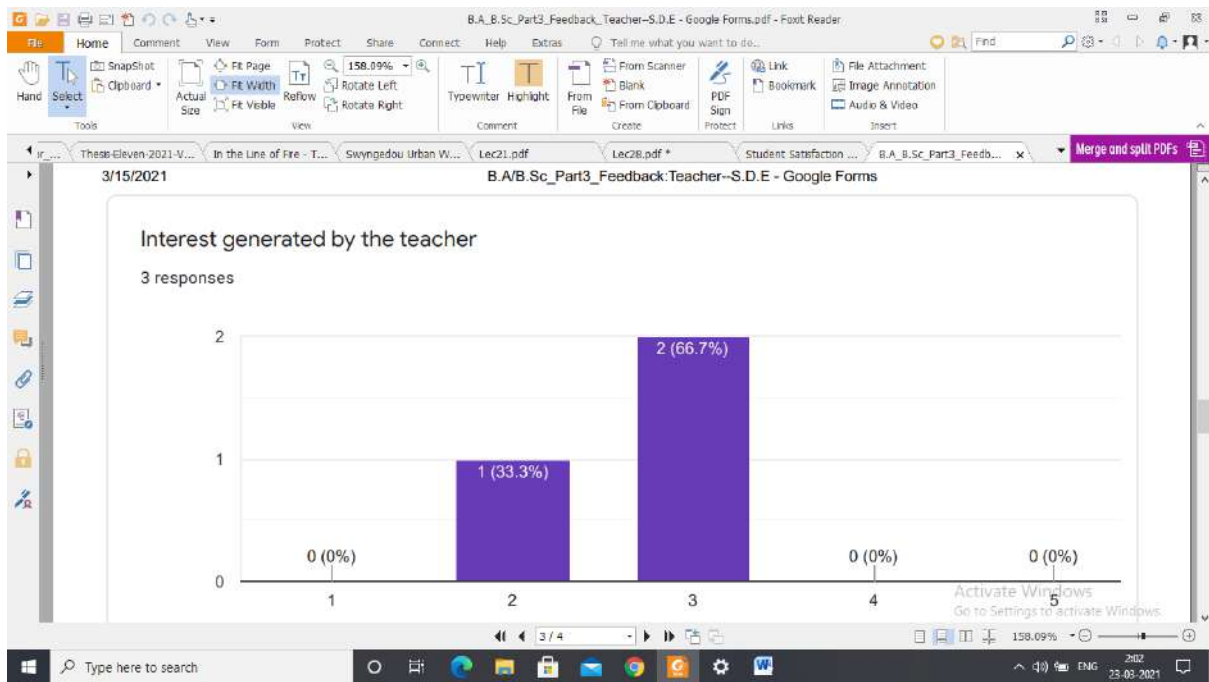 B.A_B.Sc_Part3_Feedback_Teacher--S.D.E - Google Forms.pdf - Foxit Reader
File Home Comment View Form Protect Share Connect Help Extras Tell me what you want to do... Find
Hand
Select
SnapShot
Clipboard
Tools
Actual Size
Fit Page
Fit Width
Fit Visible
Reflow
158.09%
Rotate Left
Rotate Right
View
Typewriter
Highlight
Comment
From File
From Scanner
Blank
From Clipboard
Create
PDF Sign
Protect
Link
Bookmark
Links
File Attachment
Image Annotation
Audio & Video
Insert
Thesis-Eleven-2021-V... In the Line of Fire - T... Swyngedou Urban W... Lec21.pdf Lec28.pdf * Student Satisfaction ... B.A_B.Sc_Part3_Feedb... x Merge and split PDFs
3/15/2021 B.A/B.Sc_Part3_Feedback:Teacher--S.D.E - Google Forms
Interest generated by the teacher
3 responses
2
2 (66.7%)
1
1 (33.3%)
0 (0%) 0 (0%) 0 (0%)
0
1 2 3 4 5
Activate Windows
Go to Settings to activate Windows.
3 / 4 158.09%
Type here to search ENG 2:02
23-03-2021